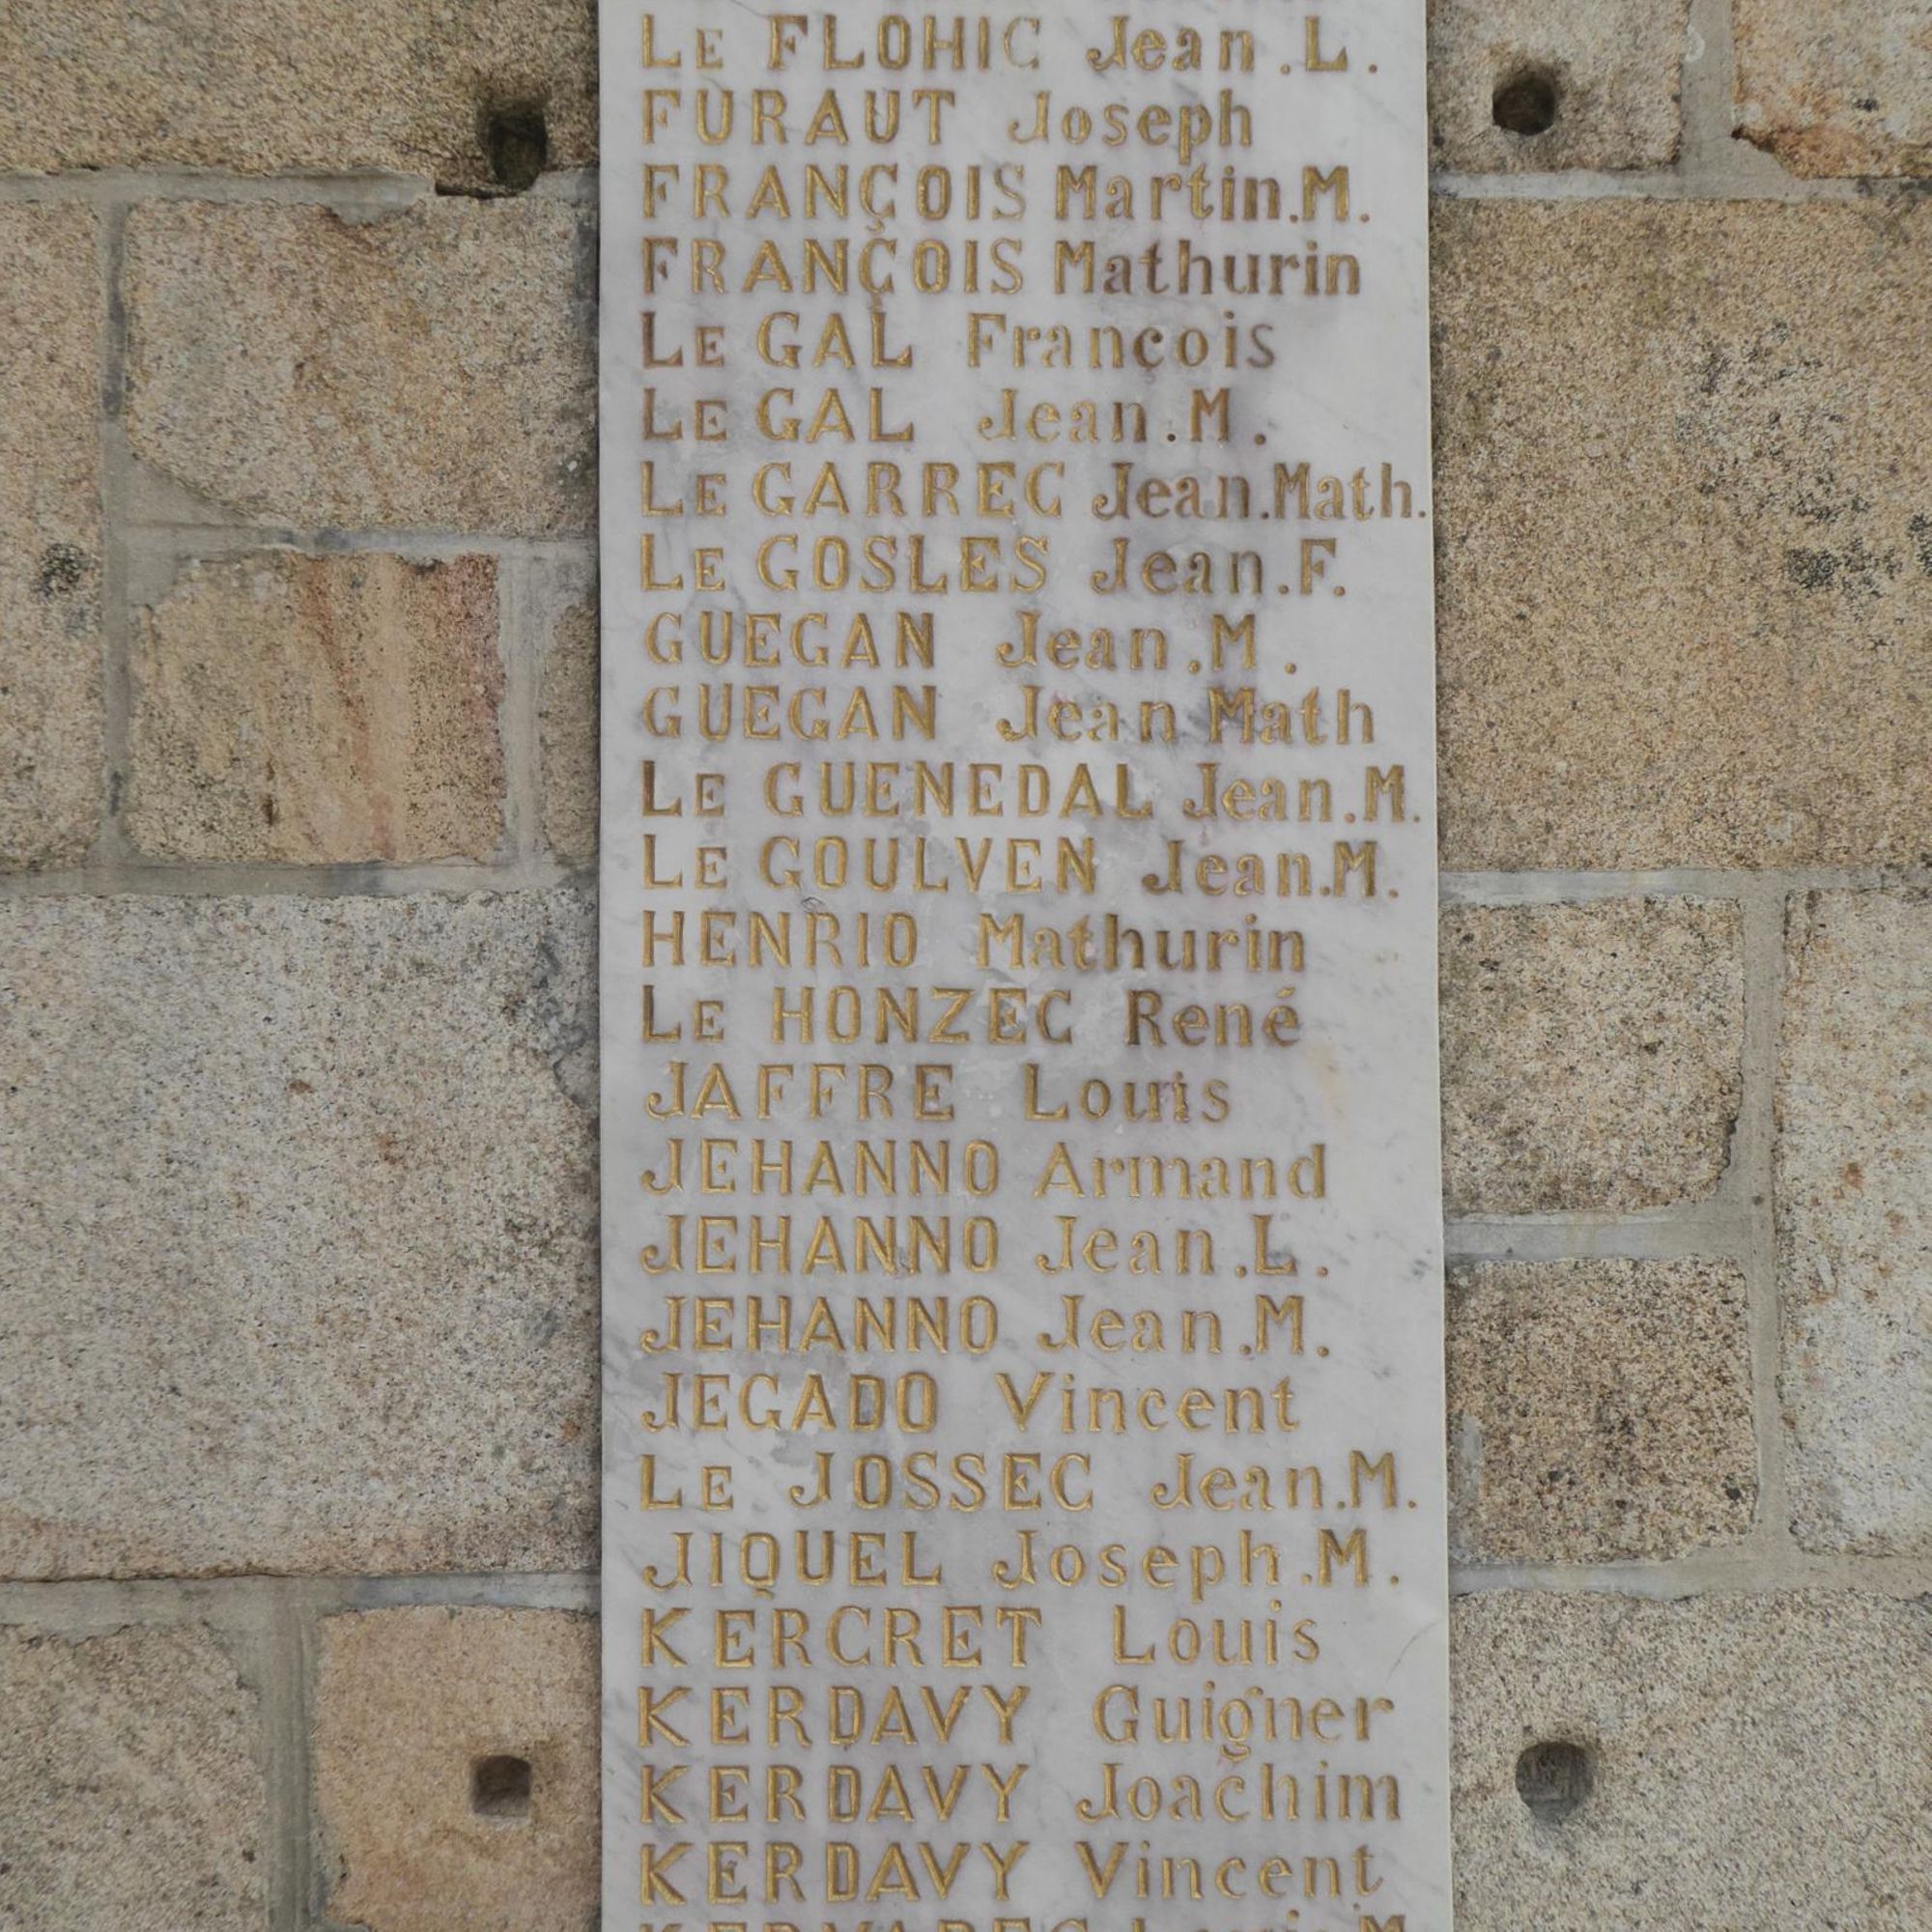 LE FLOHIC Jean.L.
FURAUT Joseph
FRANÇOIS Martin.M.
FRANÇOIS Mathurin
LE GAL François
LE GAL Jean.M.
LE GARREC Jean.Math.
LE GOSLES Jean.F.
GUEGAN Jean.M.
GUEGAN Jean Math
LE GUENEDAL Jean.M.
LE GOULVEN Jean.M.
HENRIO Mathurin
LE HONZEC René
JAFFRE Louis
JEHANNO Armand
JEHANNO Jean.L.
JEHANNO Jean.M.
JEGADO Vincent
LE JOSSEC Jean.M.
JIQUEL Joseph.M.
KERCRET Louis
KERDAVY Guigner
KERDAVY Joachim
KERDAVY Vincent